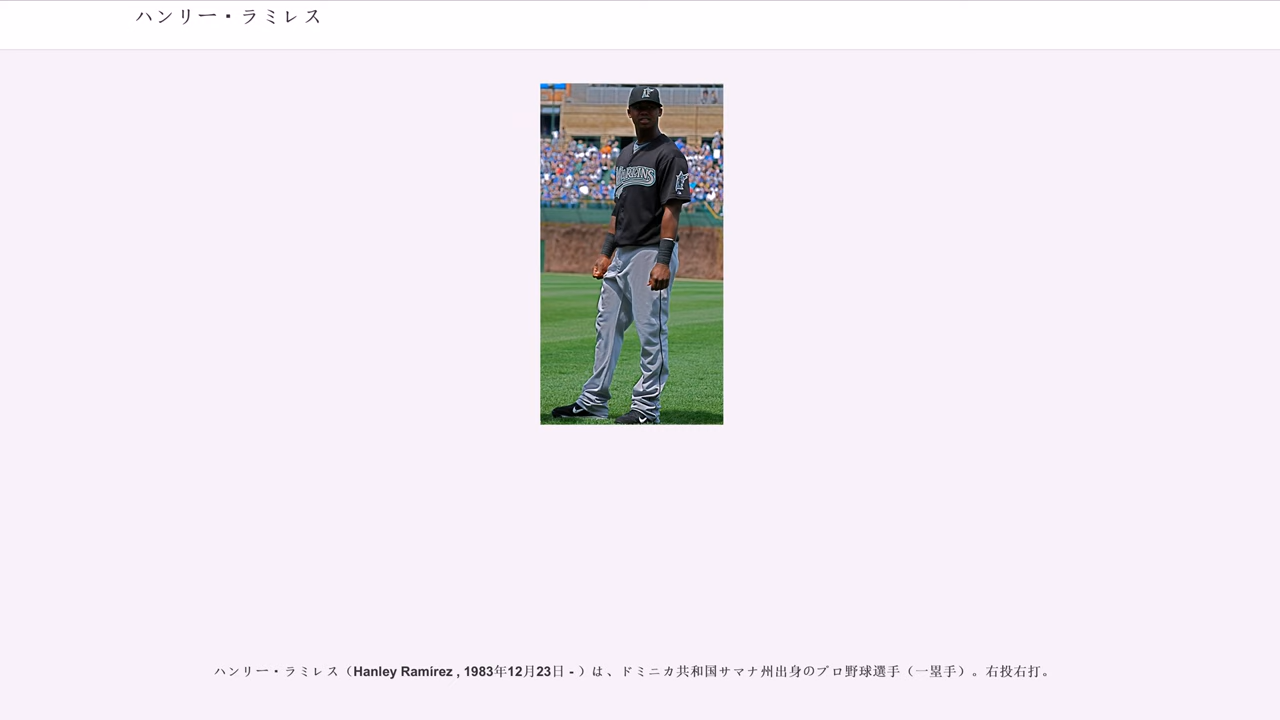 ハンリー・ラミレス
MARLINS
ハンリー・ラミレス（Hanley Ramírez , 1983年12月23日 - ）は、ドミニカ共和国サマナ州出身のプロ野球選手（一塁手）。右投右打。